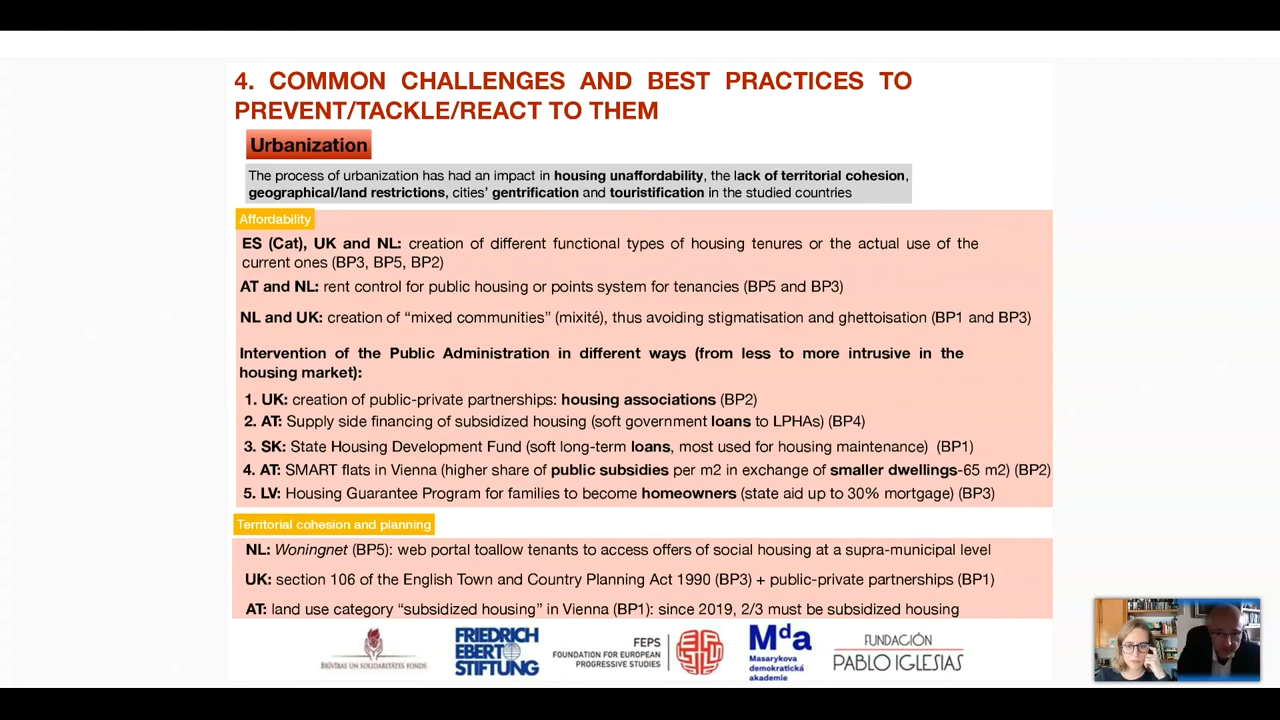 4. COMMON CHALLENGES AND BEST PRACTICES TO
PREVENT/TACKLE/REACT TO THEM
Urbanization
The process of urbanization has had an impact in housing unaffordability, the lack of territorial cohesion,
geographical/land restrictions, cities' gentrification and touristification in the studied countries
Affordability
ES (Cat), UK and NL: creation of different functional types of housing tenures or the actual use of the
current ones (BP3, BP5, BP2)
AT and NL: rent control for public housing or points system for tenancies (BP5 and BP3)
NL and UK: creation of “mixed communities” (mixité), thus avoiding stigmatisation and ghettoisation (BP1 and BP3)
Intervention of the Public Administration in different ways (from less to more intrusive in the
housing market):
1. UK: creation of public-private partnerships: housing associations (BP2)
2. AT: Supply side financing of subsidized housing (soft government loans to LPHAs) (BP4)
3. SK: State Housing Development Fund (soft long-term loans, most used for housing maintenance) (BP1)
4. AT: SMART flats in Vienna (higher share of public subsidies per m2 in exchange of smaller dwellings-65 m2) (BP2)
5. LV: Housing Guarantee Program for families to become homeowners (state aid up to 30% mortgage) (BP3)
Territorial cohesion and planning
NL: Woningnet (BP5): web portal toallow tenants to access offers of social housing at a supra-municipal level
UK: section 106 of the English Town and Country Planning Act 1990 (BP3) + public-private partnerships (BP1)
AT: land use category “subsidized housing” in Vienna (BP1): since 2019, 2/3 must be subsidized housing
BRĪVĪBAS UN SOLIDARITĀTES FONDS
FRIEDRICH
EBERT
STIFTUNG
FEPS
FOUNDATION FOR EUROPEAN
PROGRESSIVE STUDIES
Mda
Masarykova
demokratická
akademie
FUNDACIÓN
PABLO IGLESIAS